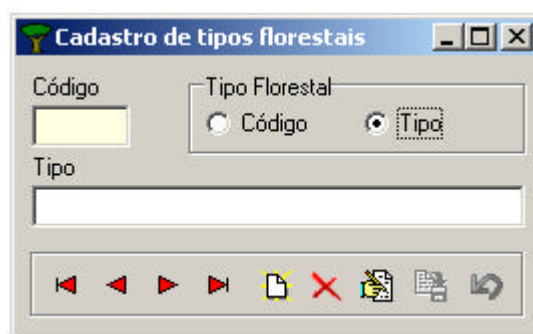 Cadastro de tipos florestais
Código
Tipo Florestal
Código
Tipo
Tipo